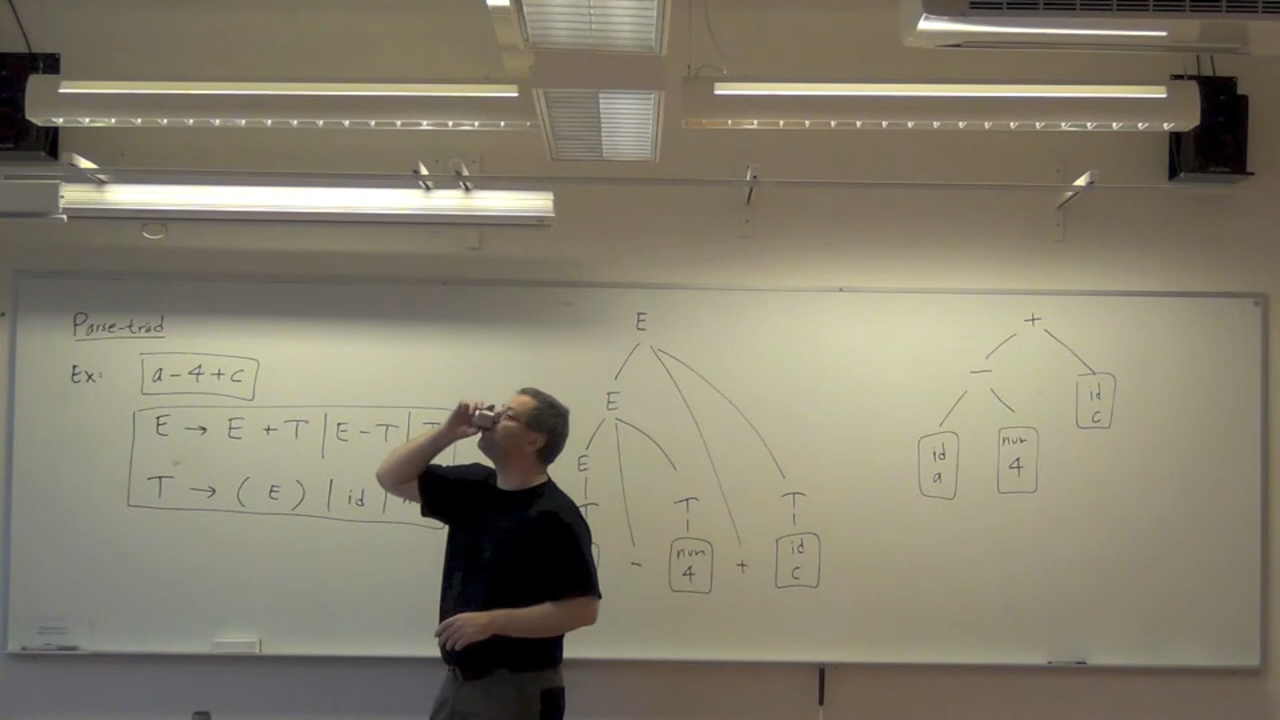 Parse-träd
Ex: a - 4 + c
E → E + T | E - T |
T → ( E ) | id |
E
E
E
T T T
- num 4 + id c
+
-
id a num 4 id c